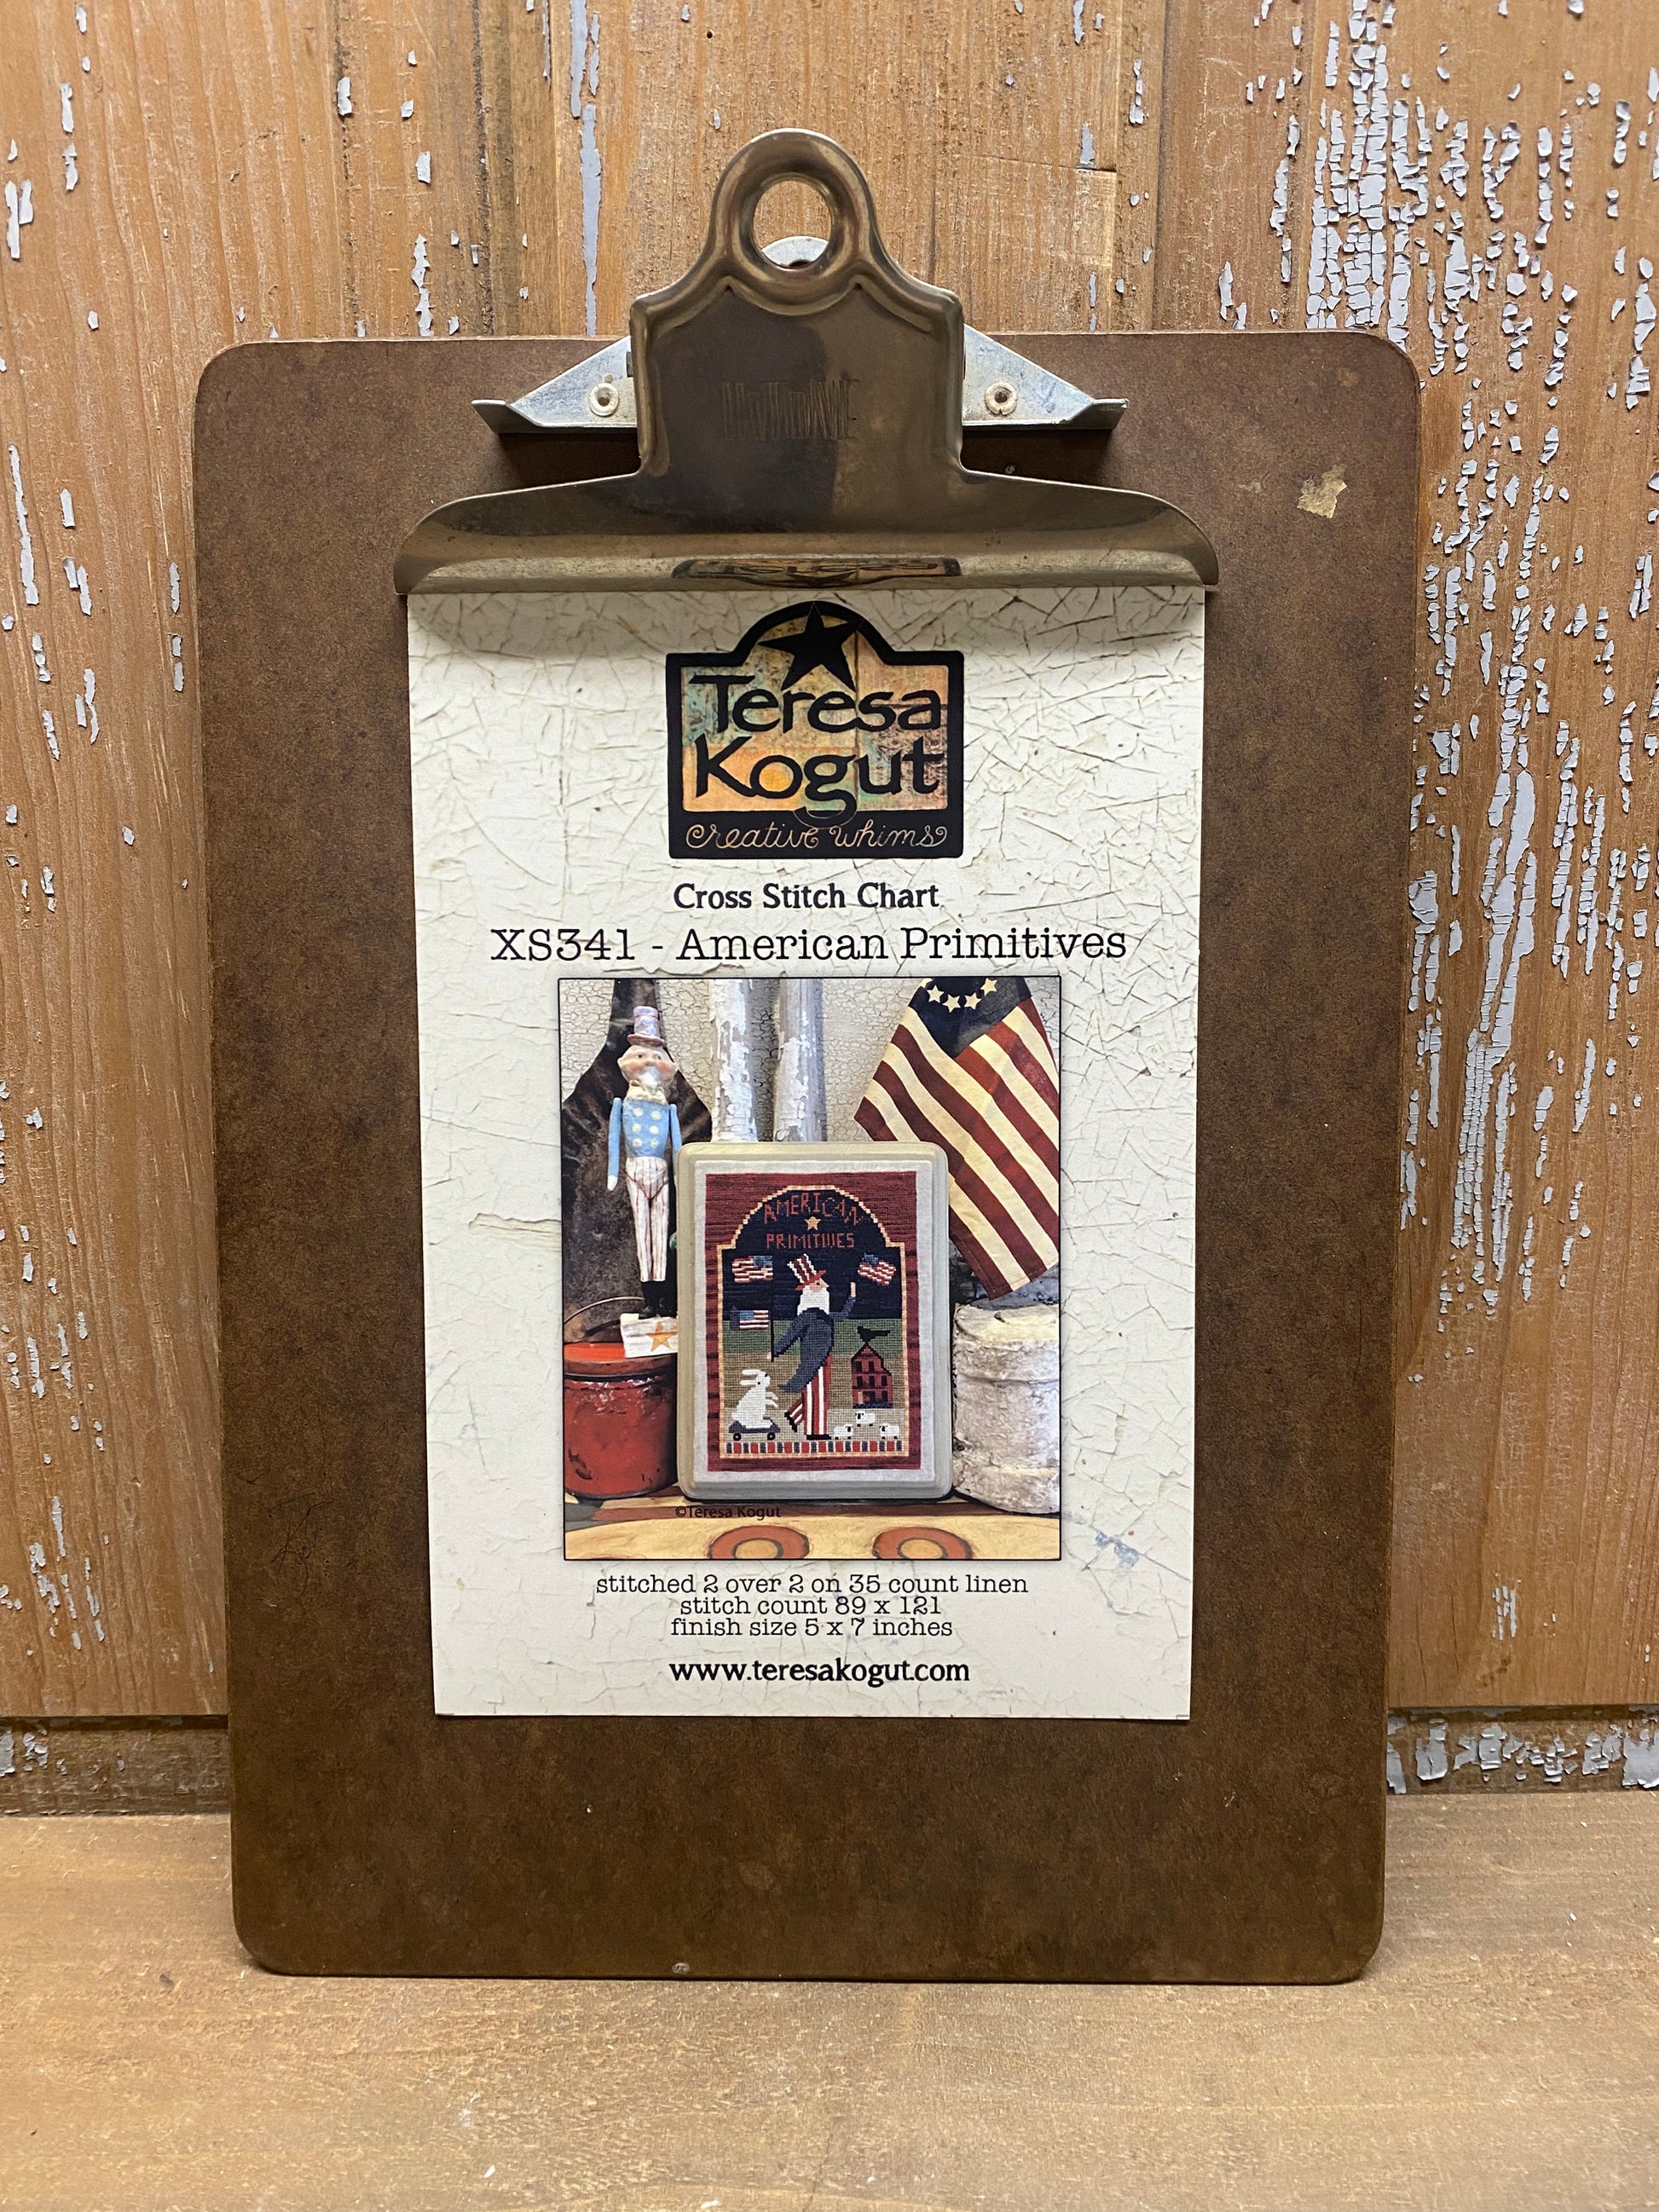 Teresa
Kogut
creative whims
Cross Stitch Chart
XS341 - American Primitives
AMERICAN
PRIMITIVES
©Teresa Kogut
stitched 2 over 2 on 35 count linen
stitch count 89 x 121
finish size 5 x 7 inches
www.teresakogut.com